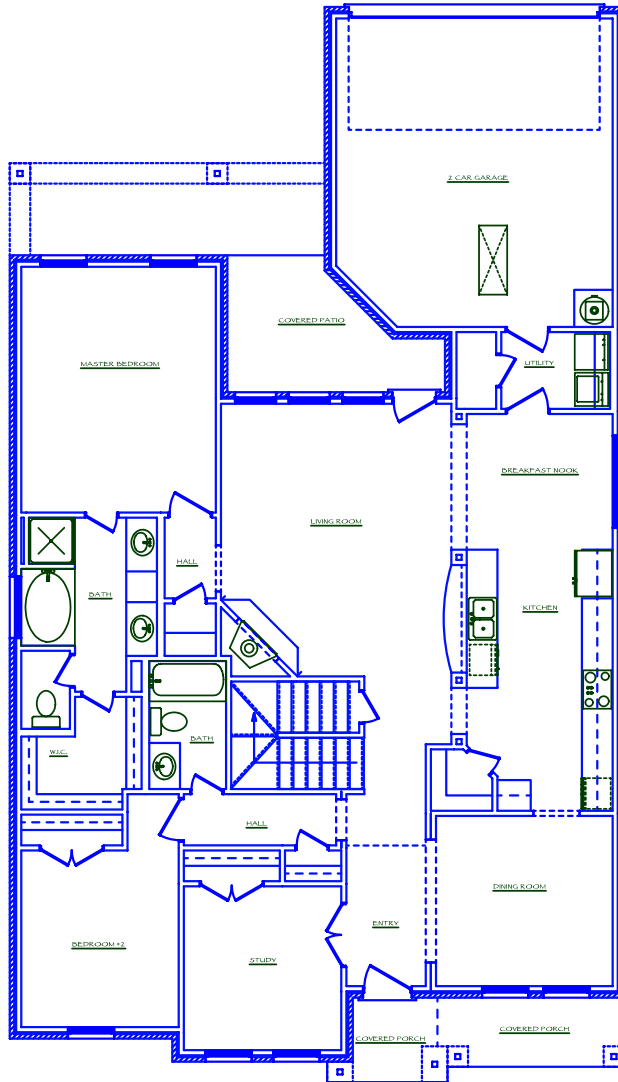 2 CAR GARAGE
COVERED PATIO
MASTER BEDROOM
UTILITY
BREAKFAST NOOK
LIVING ROOM
HALL
BATH
KITCHEN
W.I.C.
BATH
HALL
DINING ROOM
ENTRY
BEDROOM #2
STUDY
COVERED PORCH
COVERED PORCH